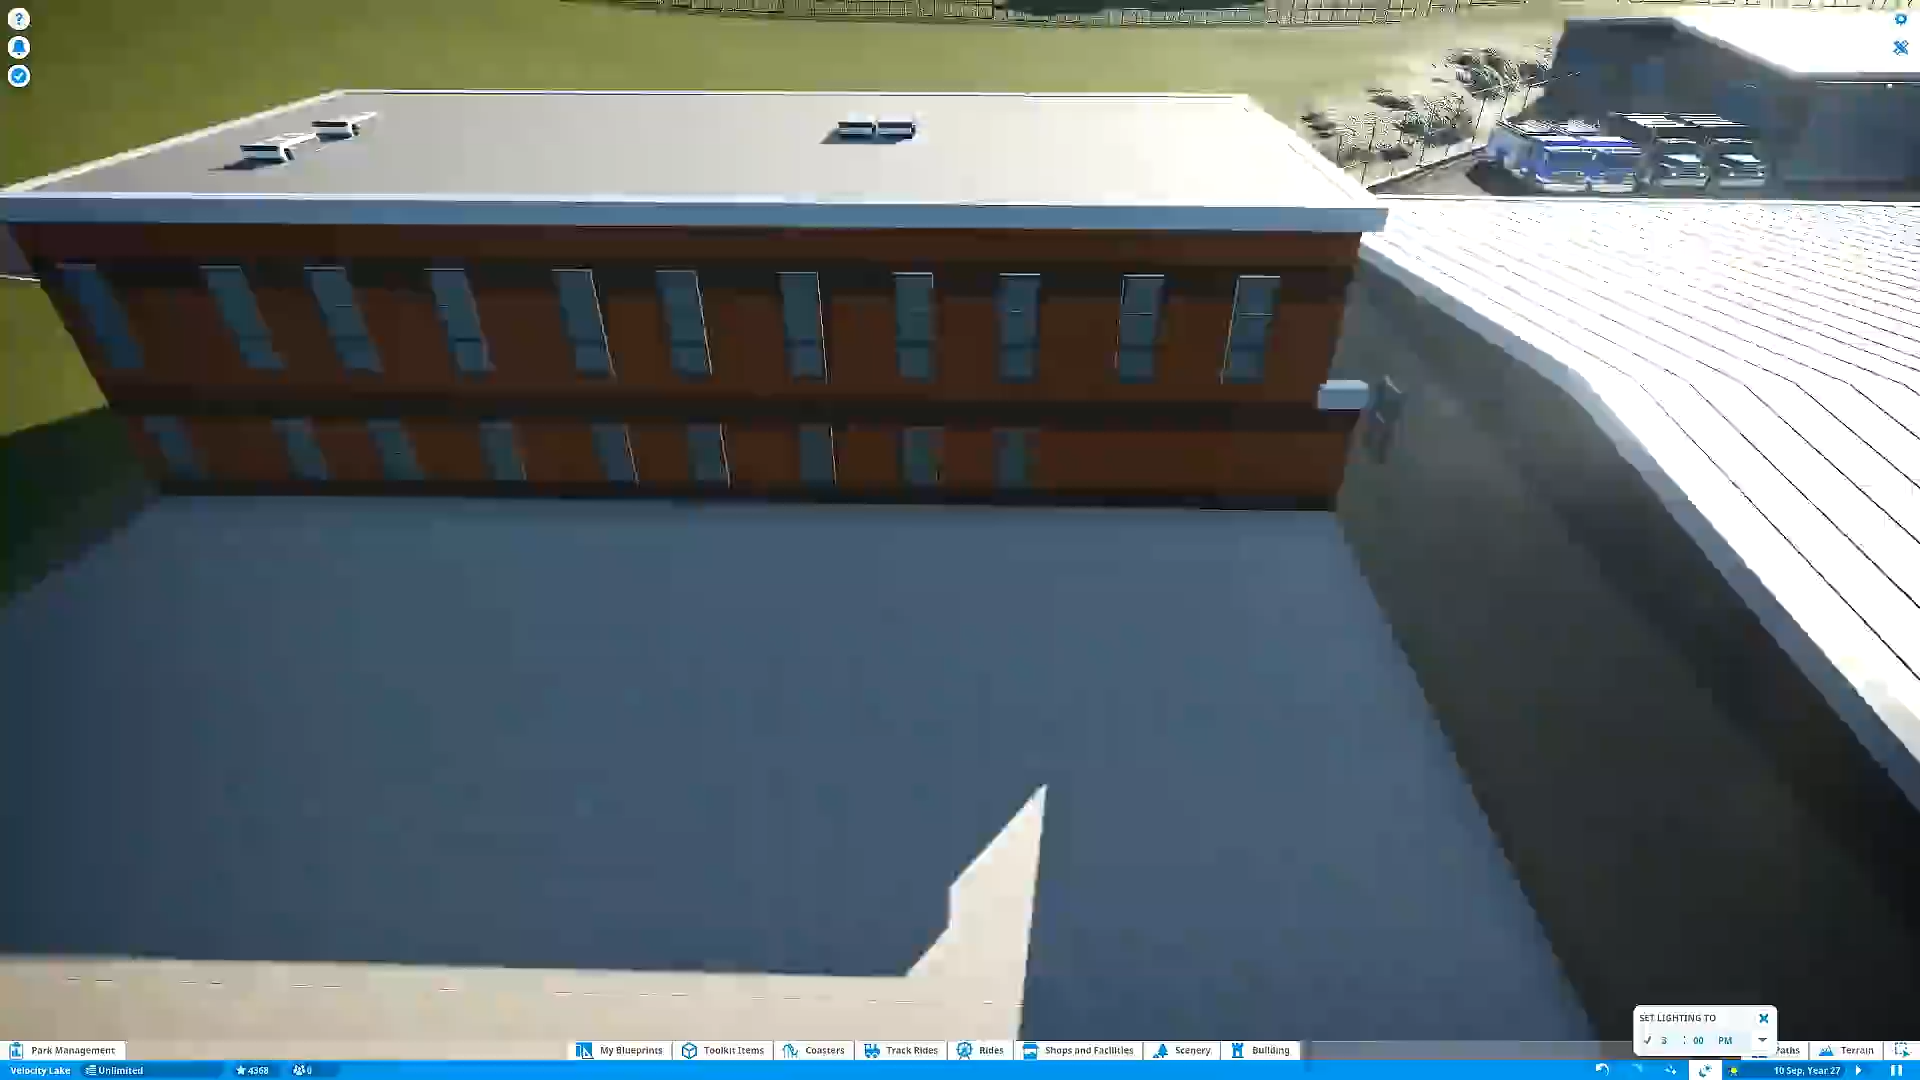 ?
SET LIGHTING TO
3 : 00 PM
Park Management
My Blueprints
Toolkit Items
Coasters
Track Rides
Rides
Shops and Facilities
Scenery
Building
Paths
Terrain
Velocity Lake
Unlimited
4368
0
10 Sep, Year 27